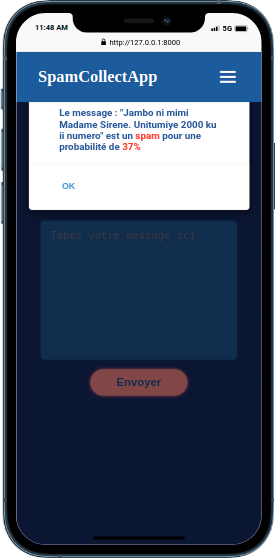 11:48 AM
5G
http://127.0.0.1:8000
SpamCollectApp
Le message : "Jambo ni mimi
Madame Sirene. Unitumiye 2000 ku
ii numero" est un spam pour une
probabilité de 37%
OK
Tapez votre message ici
Envoyer